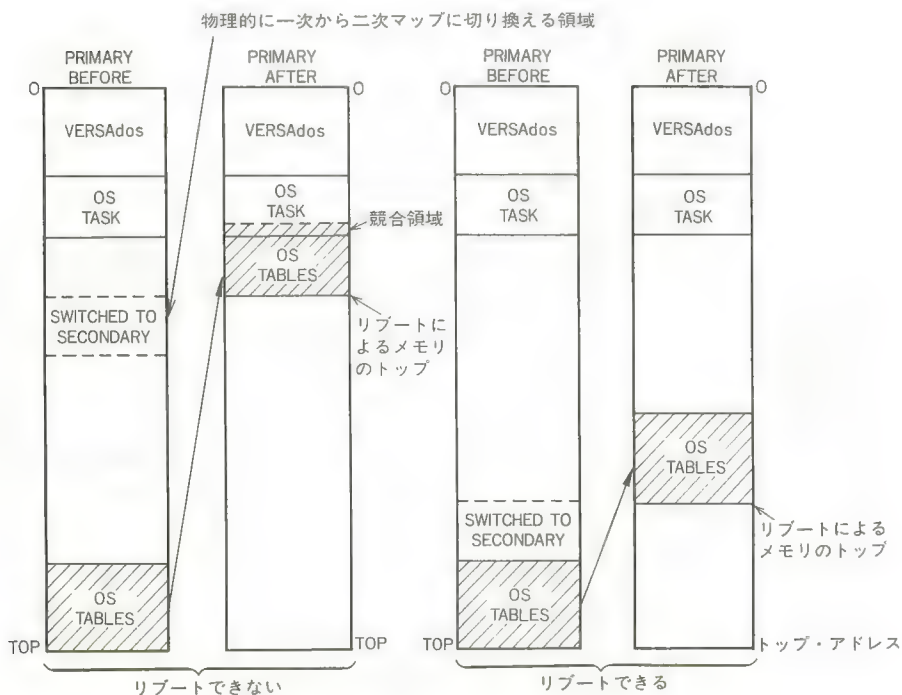 物理的に一次から二次マップに切り換える領域
PRIMARY
BEFORE
PRIMARY
AFTER
PRIMARY
BEFORE
PRIMARY
AFTER
0
0
0
0
VERSAdos
VERSAdos
VERSAdos
VERSAdos
OS
TASK
OS
TASK
OS
TASK
OS
TASK
競合領域
OS
TABLES
SWITCHED TO
SECONDARY
リブートに
よるメモリ
のトップ
OS
TABLES
SWITCHED TO
SECONDARY
リブートによる
メモリのトップ
OS
TABLES
OS
TABLES
TOP
TOP
TOP
トップ・アドレス
リブートできない
リブートできる